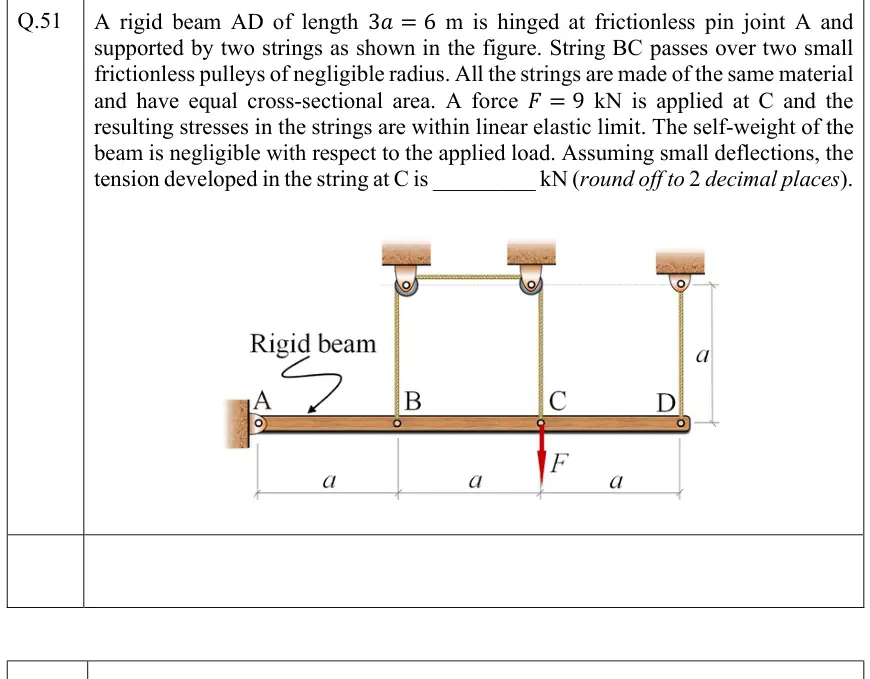 Q.51
A rigid beam AD of length 3𝑎 = 6 m is hinged at frictionless pin joint A and
supported by two strings as shown in the figure. String BC passes over two small
frictionless pulleys of negligible radius. All the strings are made of the same material
and have equal cross-sectional area. A force 𝐹 = 9 kN is applied at C and the
resulting stresses in the strings are within linear elastic limit. The self-weight of the
beam is negligible with respect to the applied load. Assuming small deflections, the
tension developed in the string at C is __________ kN (round off to 2 decimal places).
a
Rigid beam
A B C D
F
a a a